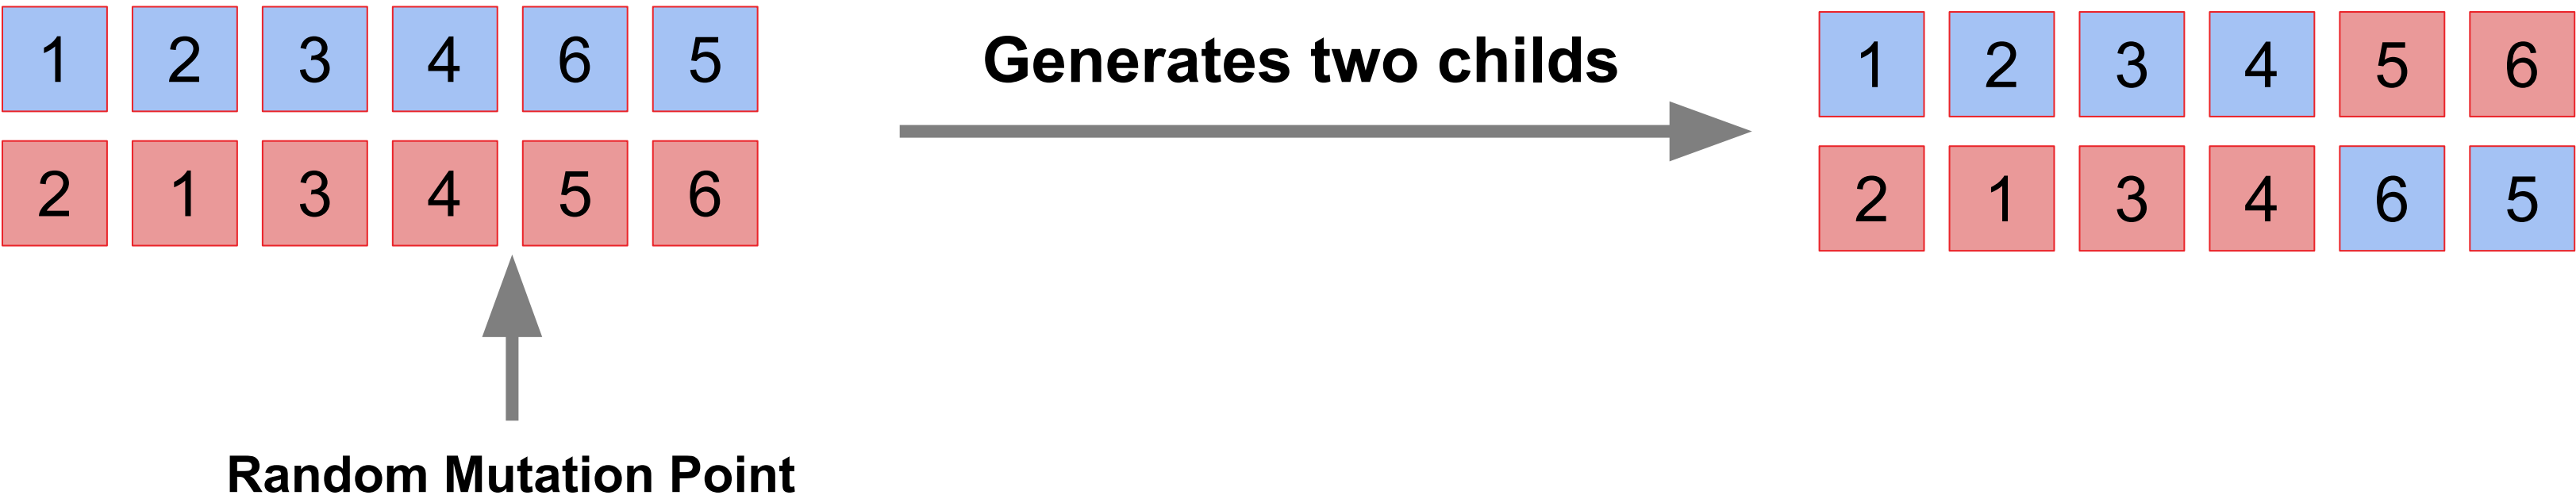 1 2 3 4 6 5
2 1 3 4 5 6
Random Mutation Point
Generates two childs
1 2 3 4 5 6
2 1 3 4 6 5